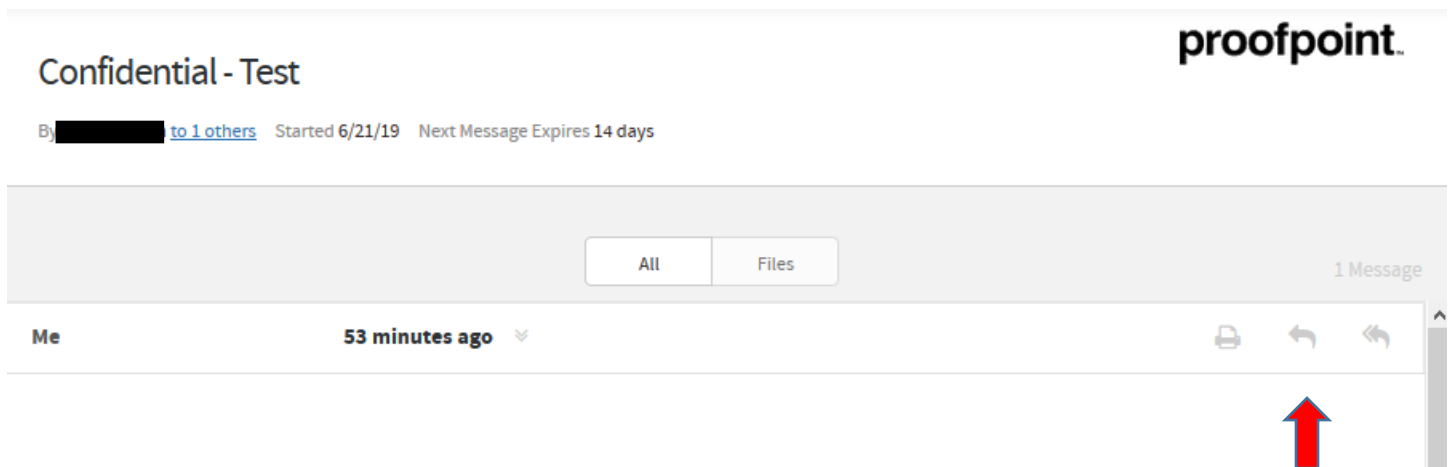 proofpoint™
Confidential - Test
By to 1 others Started 6/21/19 Next Message Expires 14 days
All Files
1 Message
Me 53 minutes ago